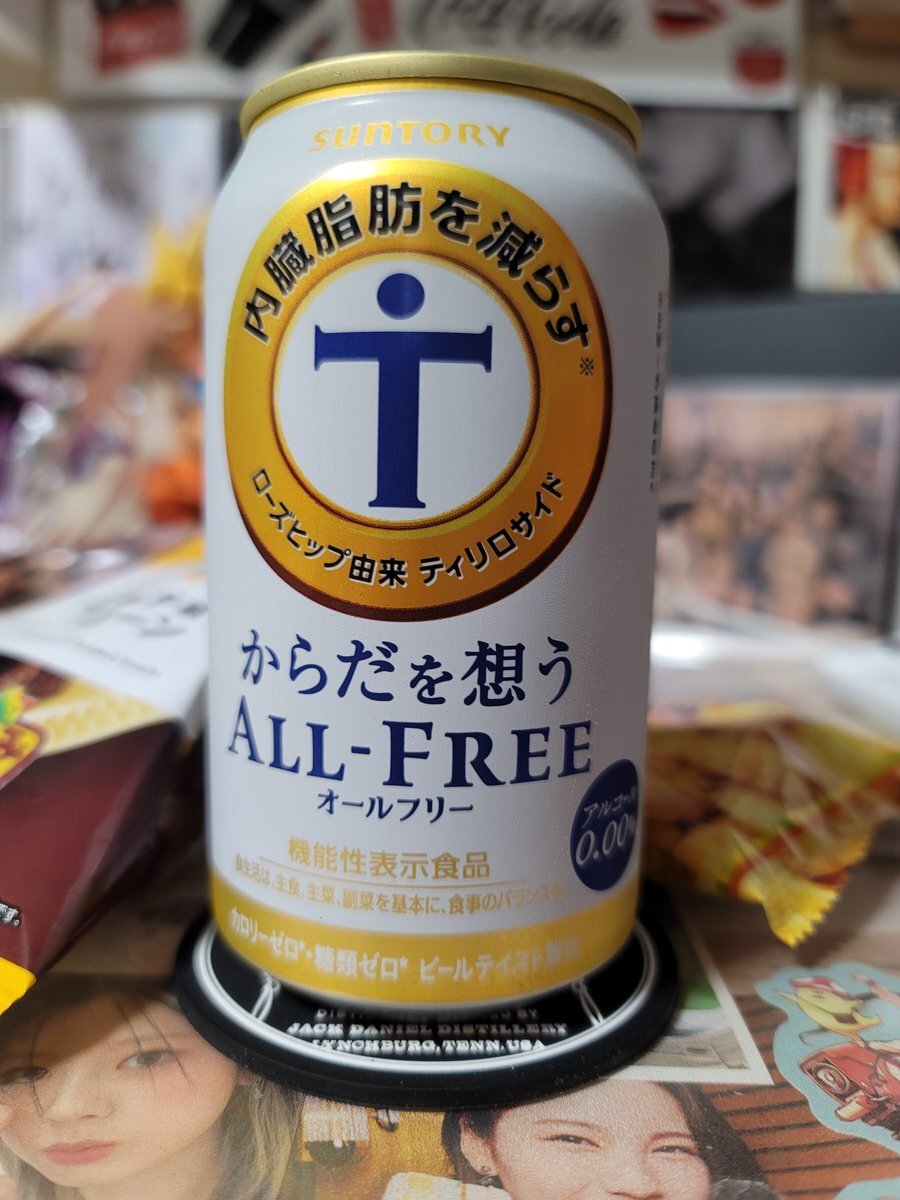 SUNTORY
内臓脂肪を減らす※
ローズヒップ由来 ティリロサイド
からだを想う
ALL-FREE
オールフリー
アルコール
0.00%
機能性表示食品
食生活は、主食、主菜、副菜を基本に、食事のバランスを。
カロリーゼロ*・糖類ゼロ* ビールテイスト飲料
JACK DANIEL DISTILLERY
LYNCHBURG, TENN. USA